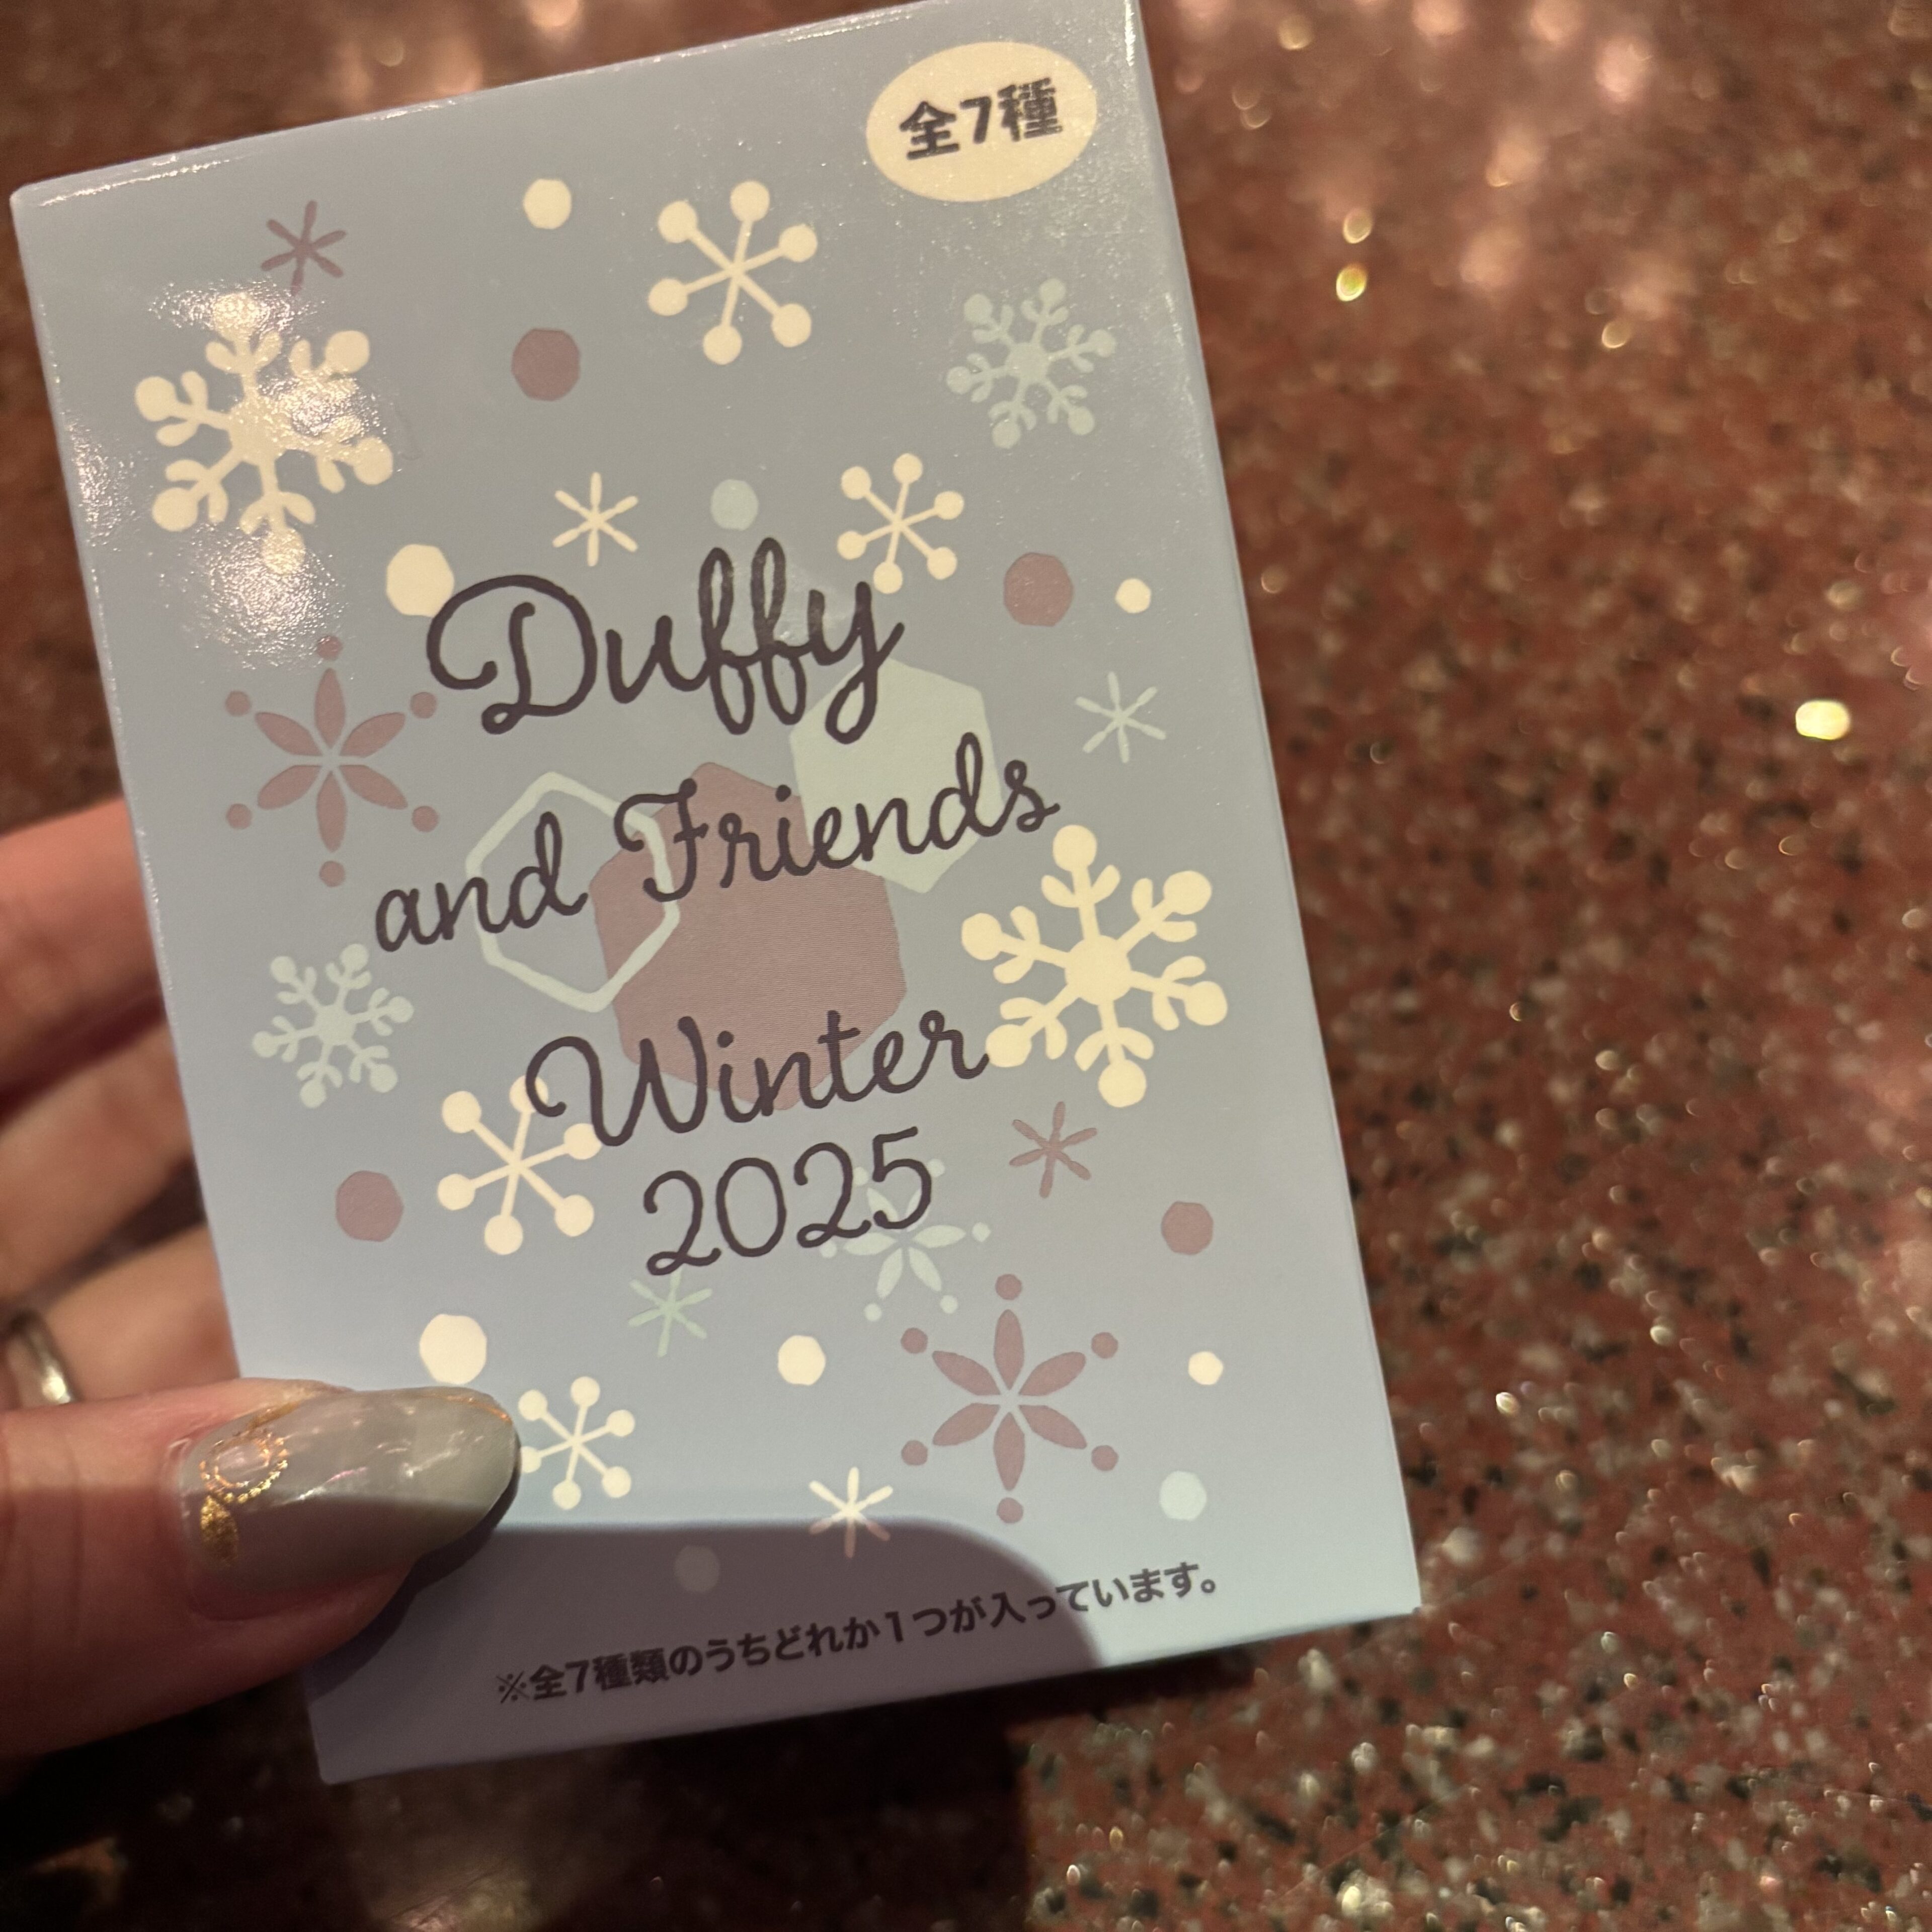 全7種
Duffy
and Friends
Winter
2025
※全7種類のうちどれか1つが入っています。